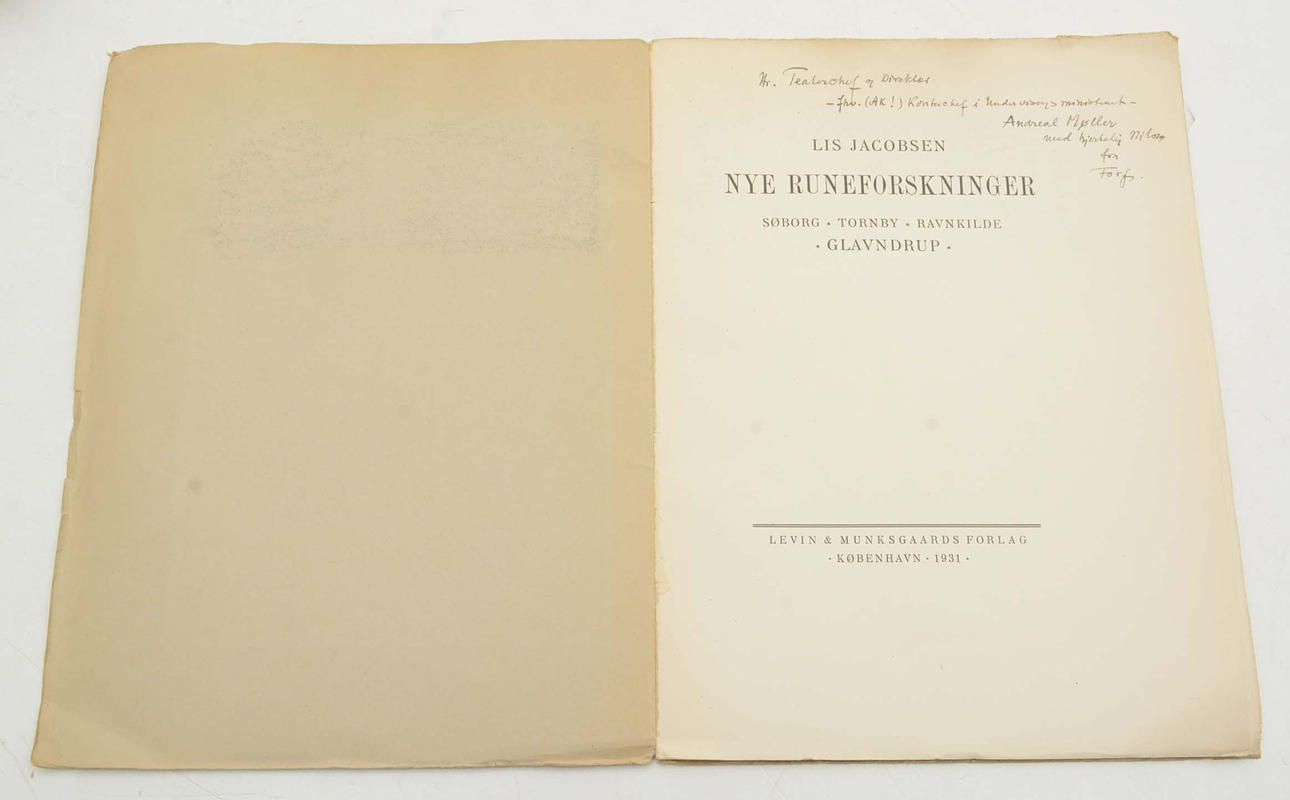 Hr. Teaterchef og Direktør
– fhv. (Ak!) Kontorchef i Undervisningsministeriet –
Andreas Møller
med hjertelig Hilsen
fra
Forf.
LIS JACOBSEN
NYE RUNEFORSKNINGER
SØBORG • TORNBY • RAVNKILDE
• GLAVNDRUP •
LEVIN & MUNKSGAARDS FORLAG
· KØBENHAVN · 1931 ·